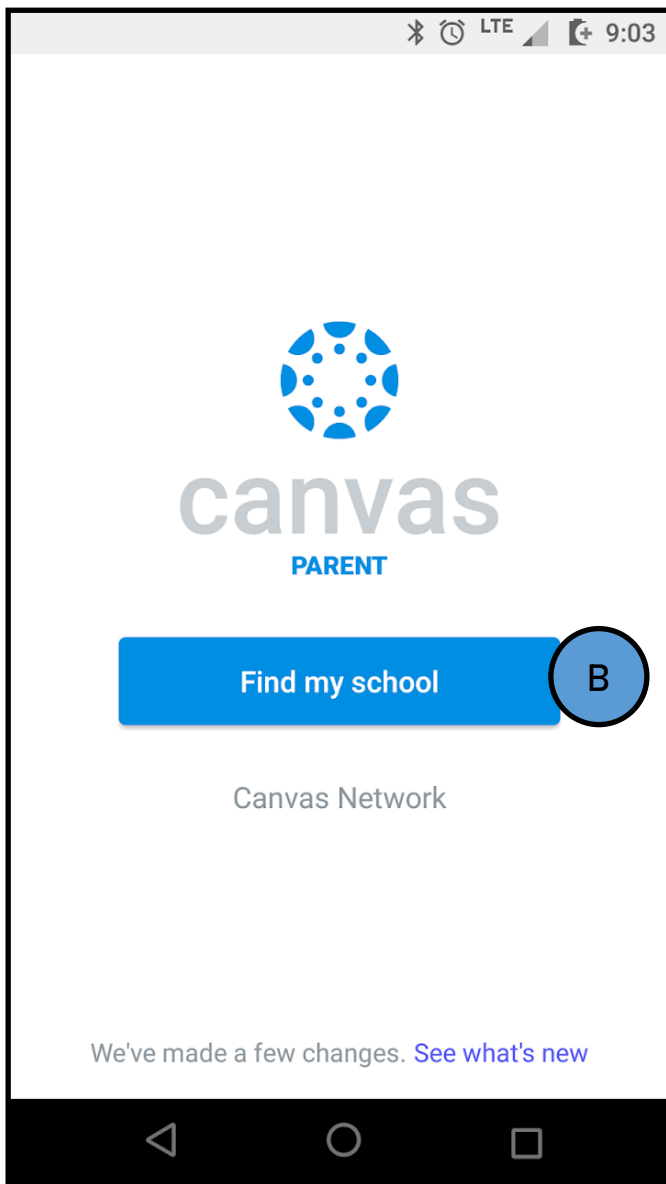 LTE 9:03
canvas
PARENT
Find my school
B
Canvas Network
We've made a few changes. See what's new